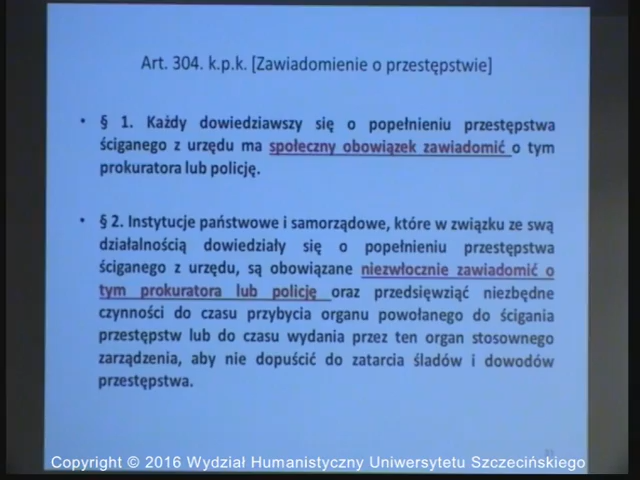 Art. 304. k.p.k. [Zawiadomienie o przestępstwie]
• § 1. Każdy dowiedziawszy się o popełnieniu przestępstwa
ściganego z urzędu ma społeczny obowiązek zawiadomić o tym
prokuratora lub policję.
• § 2. Instytucje państwowe i samorządowe, które w związku ze swą
działalnością dowiedziały się o popełnieniu przestępstwa
ściganego z urzędu, są obowiązane niezwłocznie zawiadomić o
tym prokuratora lub policję oraz przedsięwziąć niezbędne
czynności do czasu przybycia organu powołanego do ścigania
przestępstw lub do czasu wydania przez ten organ stosownego
zarządzenia, aby nie dopuścić do zatarcia śladów i dowodów
przestępstwa.
Copyright © 2016 Wydział Humanistyczny Uniwersytetu Szczecińskiego